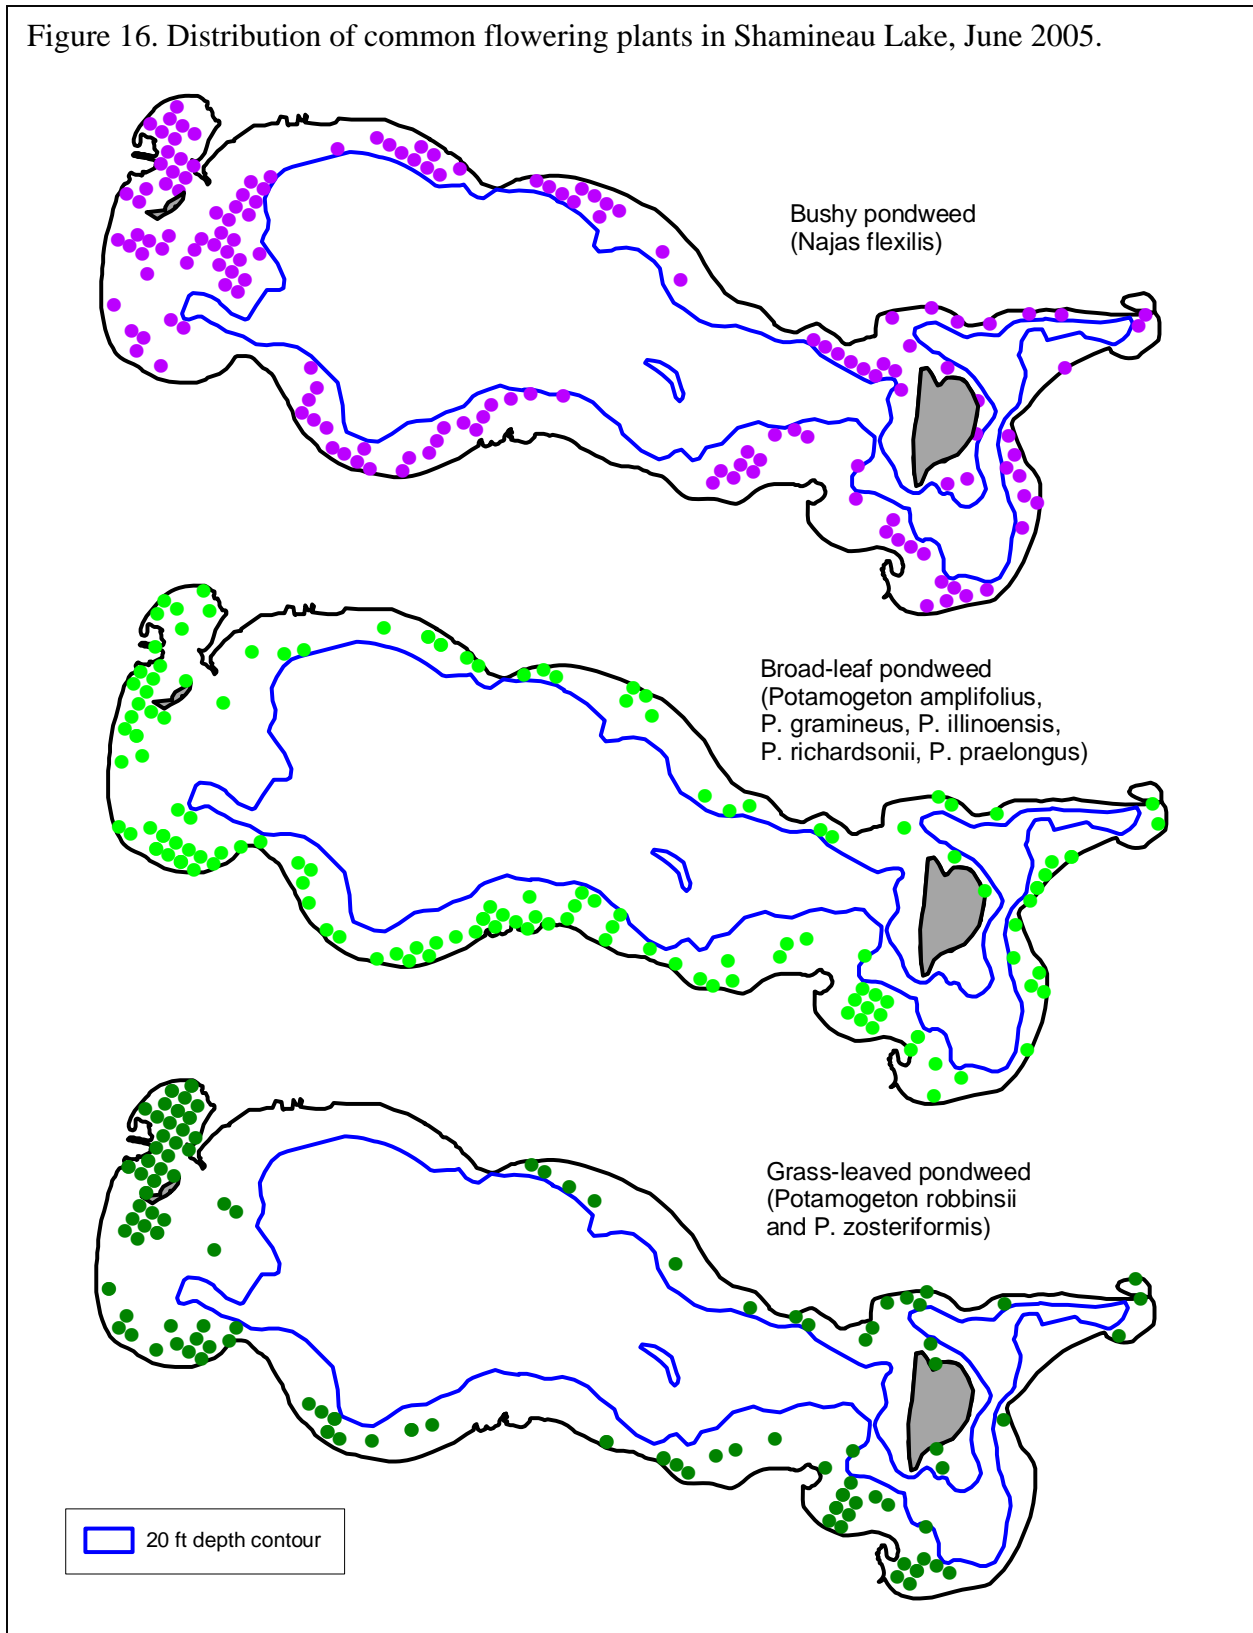 Figure 16. Distribution of common flowering plants in Shamineau Lake, June 2005.
Bushy pondweed
(Najas flexilis)
Broad-leaf pondweed
(Potamogeton amplifolius,
P. gramineus, P. illinoensis,
P. richardsonii, P. praelongus)
Grass-leaved pondweed
(Potamogeton robbinsii
and P. zosteriformis)
20 ft depth contour